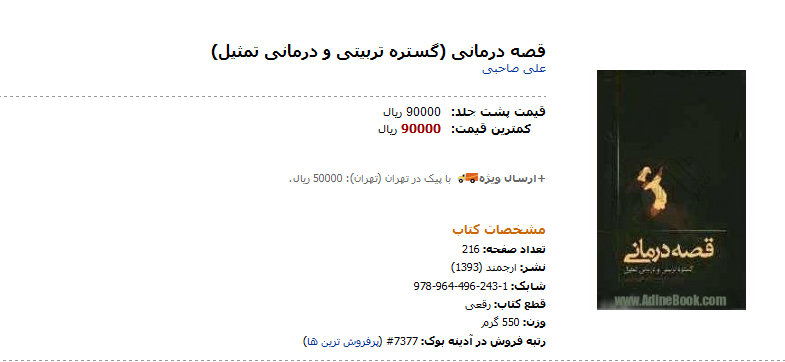 قصه درمانی (گستره تربیتی و درمانی تمثیل)
علی صاحبی
قیمت پشت جلد: 90000 ریال
کمترین قیمت: 90000 ریال
+ارسال ویژه با پیک در تهران (تهران): 50000 ریال.
مشخصات کتاب
تعداد صفحه: 216
نشر: ارجمند (1393)
شابک: 978-964-496-243-1
قطع کتاب: رقعی
وزن: 550 گرم
رتبه فروش در آدینه بوک: #7377 (پرفروش ترین ها)
قصه درمانی
گستره تربیتی و درمانی تمثیل
www.AdineBook.com